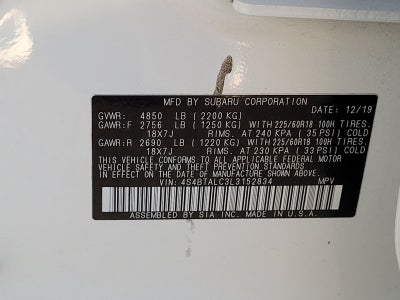 MFD BY SUBARU CORPORATION
DATE: 12/19
GVWR: 4850 LB (2200 KG)
GAWR:F 2756 LB (1250 KG) WITH 225/60R18 100H TIRES.
18X7J RIMS. AT 240 KPA (35 PSI) COLD
GAWR:R 2690 LB (1220 KG) WITH 225/60R18 100H TIRES.
18X7J RIMS. AT 230 KPA (33 PSI) COLD
THIS VEHICLE CONFORMS TO ALL APPLICABLE FEDERAL MOTOR
VEHICLE SAFETY AND THEFT PREVENTION STANDARDS
IN EFFECT ON THE DATE OF MANUFACTURE SHOWN ABOVE.
VIN: 4S4BTALC3L3152834 MPV
ASSEMBLED BY SIA INC. MADE IN U.S.A.